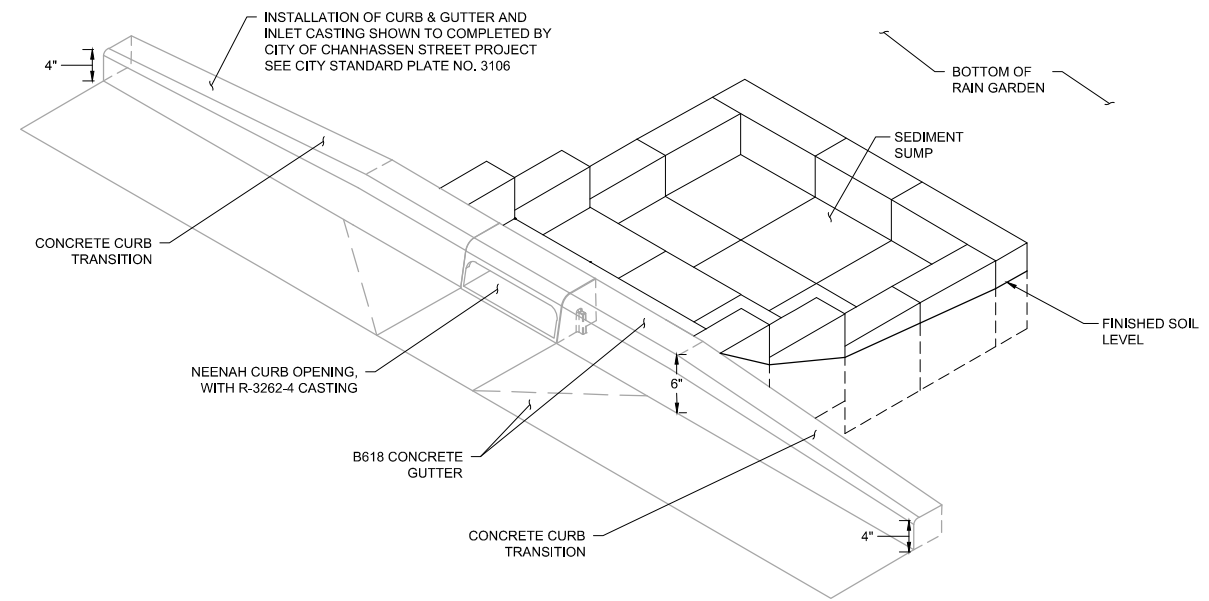 INSTALLATION OF CURB & GUTTER AND
INLET CASTING SHOWN TO COMPLETED BY
CITY OF CHANHASSEN STREET PROJECT
SEE CITY STANDARD PLATE NO. 3106
4"
BOTTOM OF
RAIN GARDEN
SEDIMENT
SUMP
CONCRETE CURB
TRANSITION
FINISHED SOIL
LEVEL
NEENAH CURB OPENING,
WITH R-3262-4 CASTING
6"
B618 CONCRETE
GUTTER
CONCRETE CURB
TRANSITION
4"